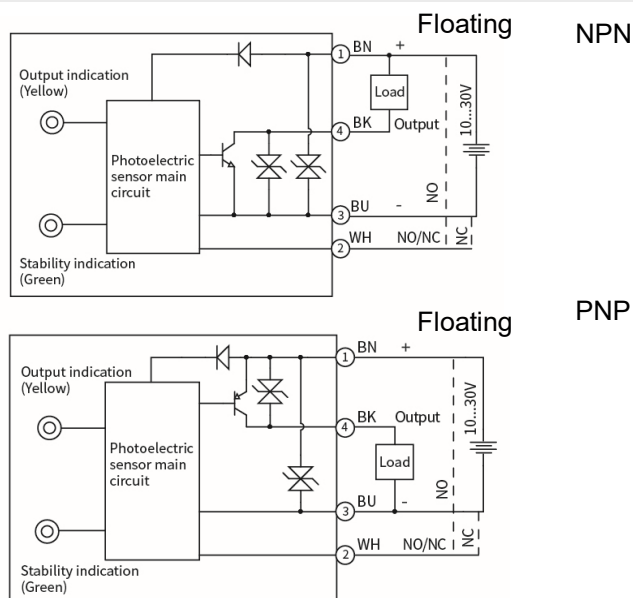 Floating
NPN
Output indication
(Yellow)
1 BN +
Load
4 BK Output
10...30V
Photoelectric
sensor main
circuit
NO
3 BU -
2 WH NO/NC
NC
Stability indication
(Green)
Floating
PNP
1 BN +
Output indication
(Yellow)
10...30V
4 BK Output
Photoelectric
sensor main
circuit
Load
NO
3 BU -
2 WH NO/NC
NC
Stability indication
(Green)